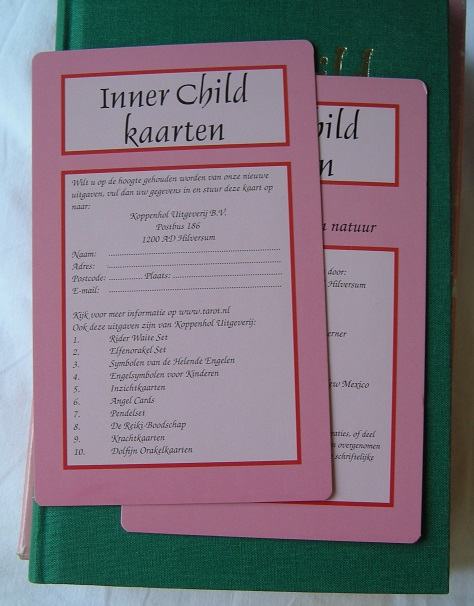 Inner Child
kaarten
Wilt u op de hoogte gehouden worden van onze nieuwe
uitgaven, vul dan uw gegevens in en stuur deze kaart op
naar:
Koppenhol Uitgeverij B.V.
Postbus 186
1200 AD Hilversum
Naam: 
Adres: 
Postcode: Plaats: 
E-mail: 
Kijk voor meer informatie op www.tarot.nl
Ook deze uitgaven zijn van Koppenhol Uitgeverij:
1. Rider Waite Set
2. Elfenorakel Set
3. Symbolen van de Helende Engelen
4. Engelsymbolen voor Kinderen
5. Inzichtkaarten
6. Angel Cards
7. Pendelset
8. De Reiki-Boodschap
9. Krachtkaarten
10. Dolfijn Orakelkaarten
ild
n
natuur
door:
Hilversum
erner
ew Mexico
raties, of deel
overgenomen
schriftelijke